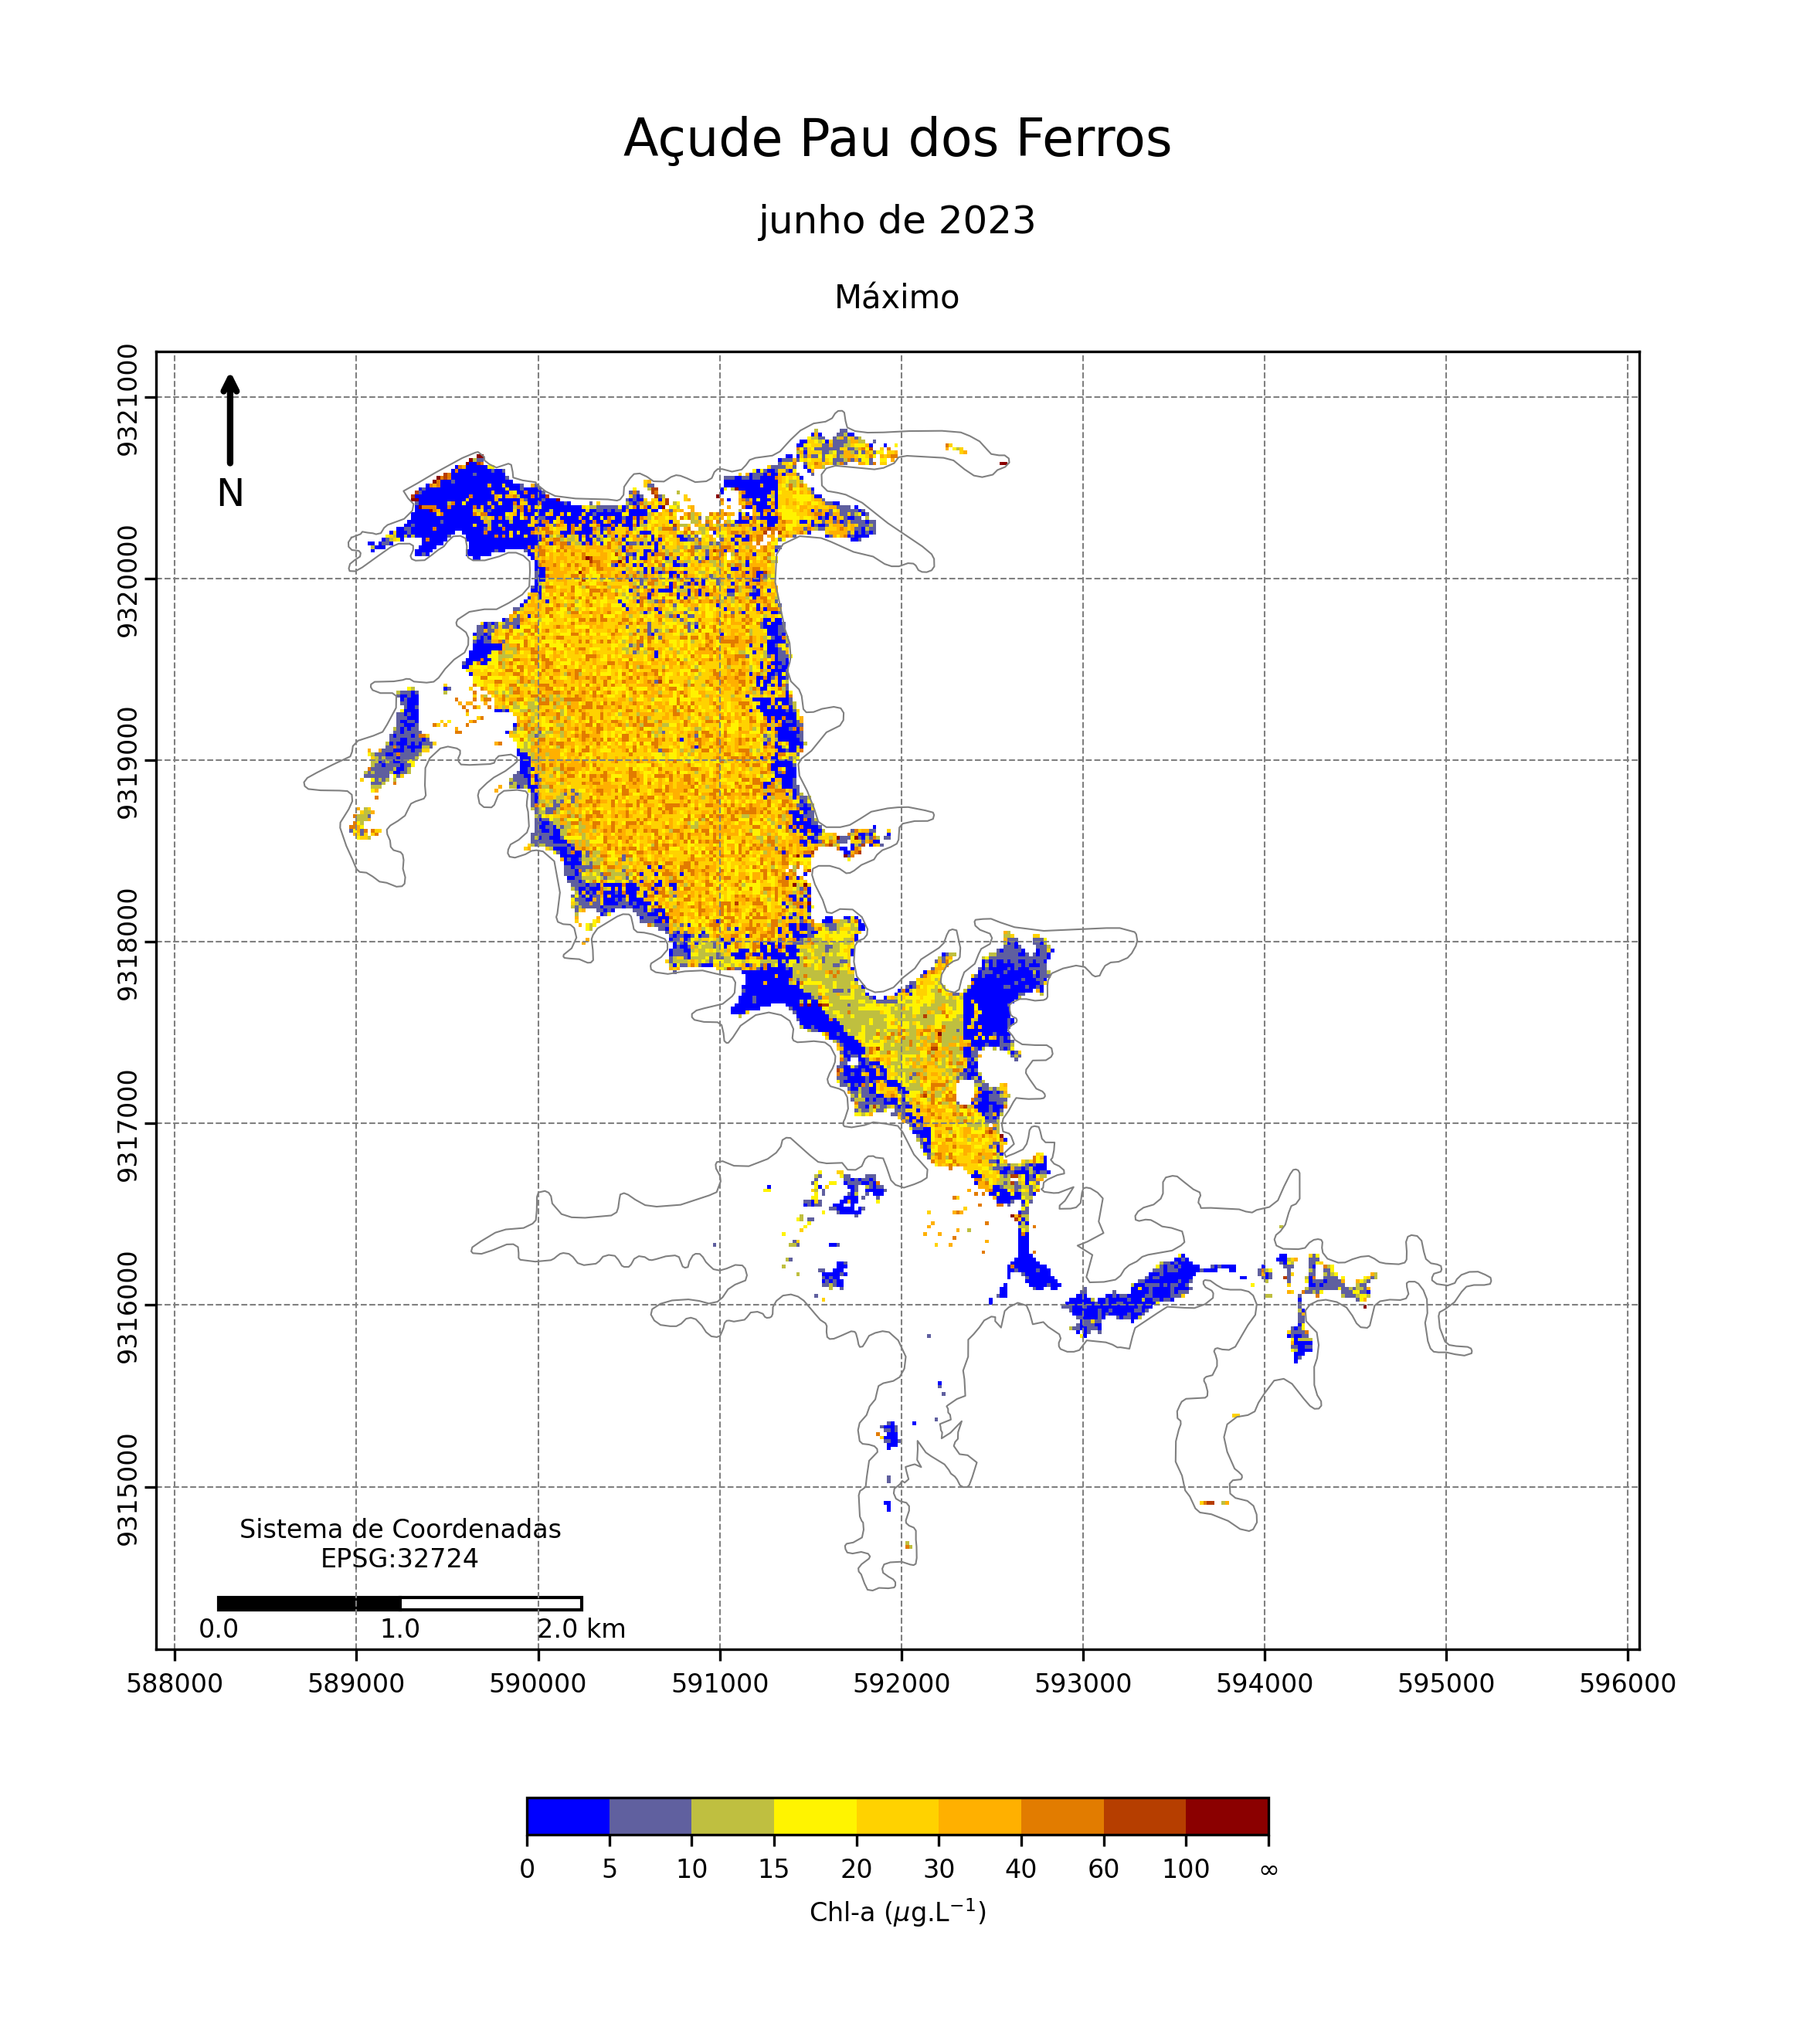 Açude Pau dos Ferros
junho de 2023
Máximo
N
9321000
9320000
9319000
9318000
9317000
9316000
9315000
Sistema de Coordenadas
EPSG:32724
0.0 1.0 2.0 km
588000 589000 590000 591000 592000 593000 594000 595000 596000
0 5 10 15 20 30 40 60 100 ∞
Chl-a (μg.L⁻¹)